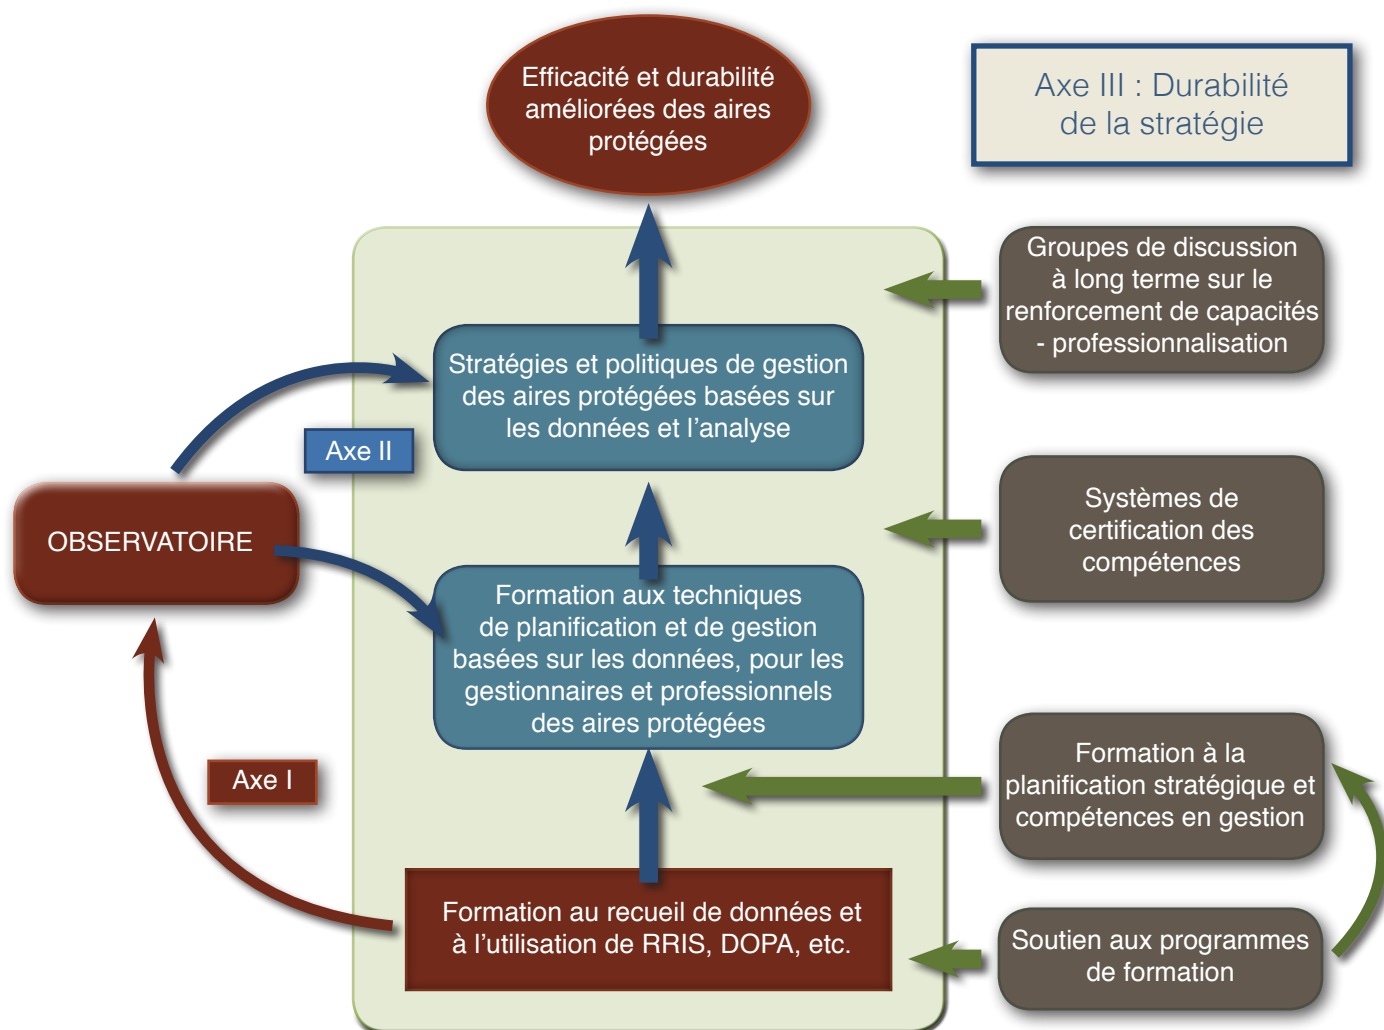 Efficacité et durabilité
améliorées des aires
protégées
Axe III : Durabilité
de la stratégie
Groupes de discussion
à long terme sur le
renforcement de capacités
- professionnalisation
Stratégies et politiques de gestion
des aires protégées basées sur
les données et l’analyse
Axe II
OBSERVATOIRE
Systèmes de
certification des
compétences
Formation aux techniques
de planification et de gestion
basées sur les données, pour les
gestionnaires et professionnels
des aires protégées
Axe I
Formation à la
planification stratégique et
compétences en gestion
Formation au recueil de données et
à l’utilisation de RRIS, DOPA, etc.
Soutien aux programmes
de formation